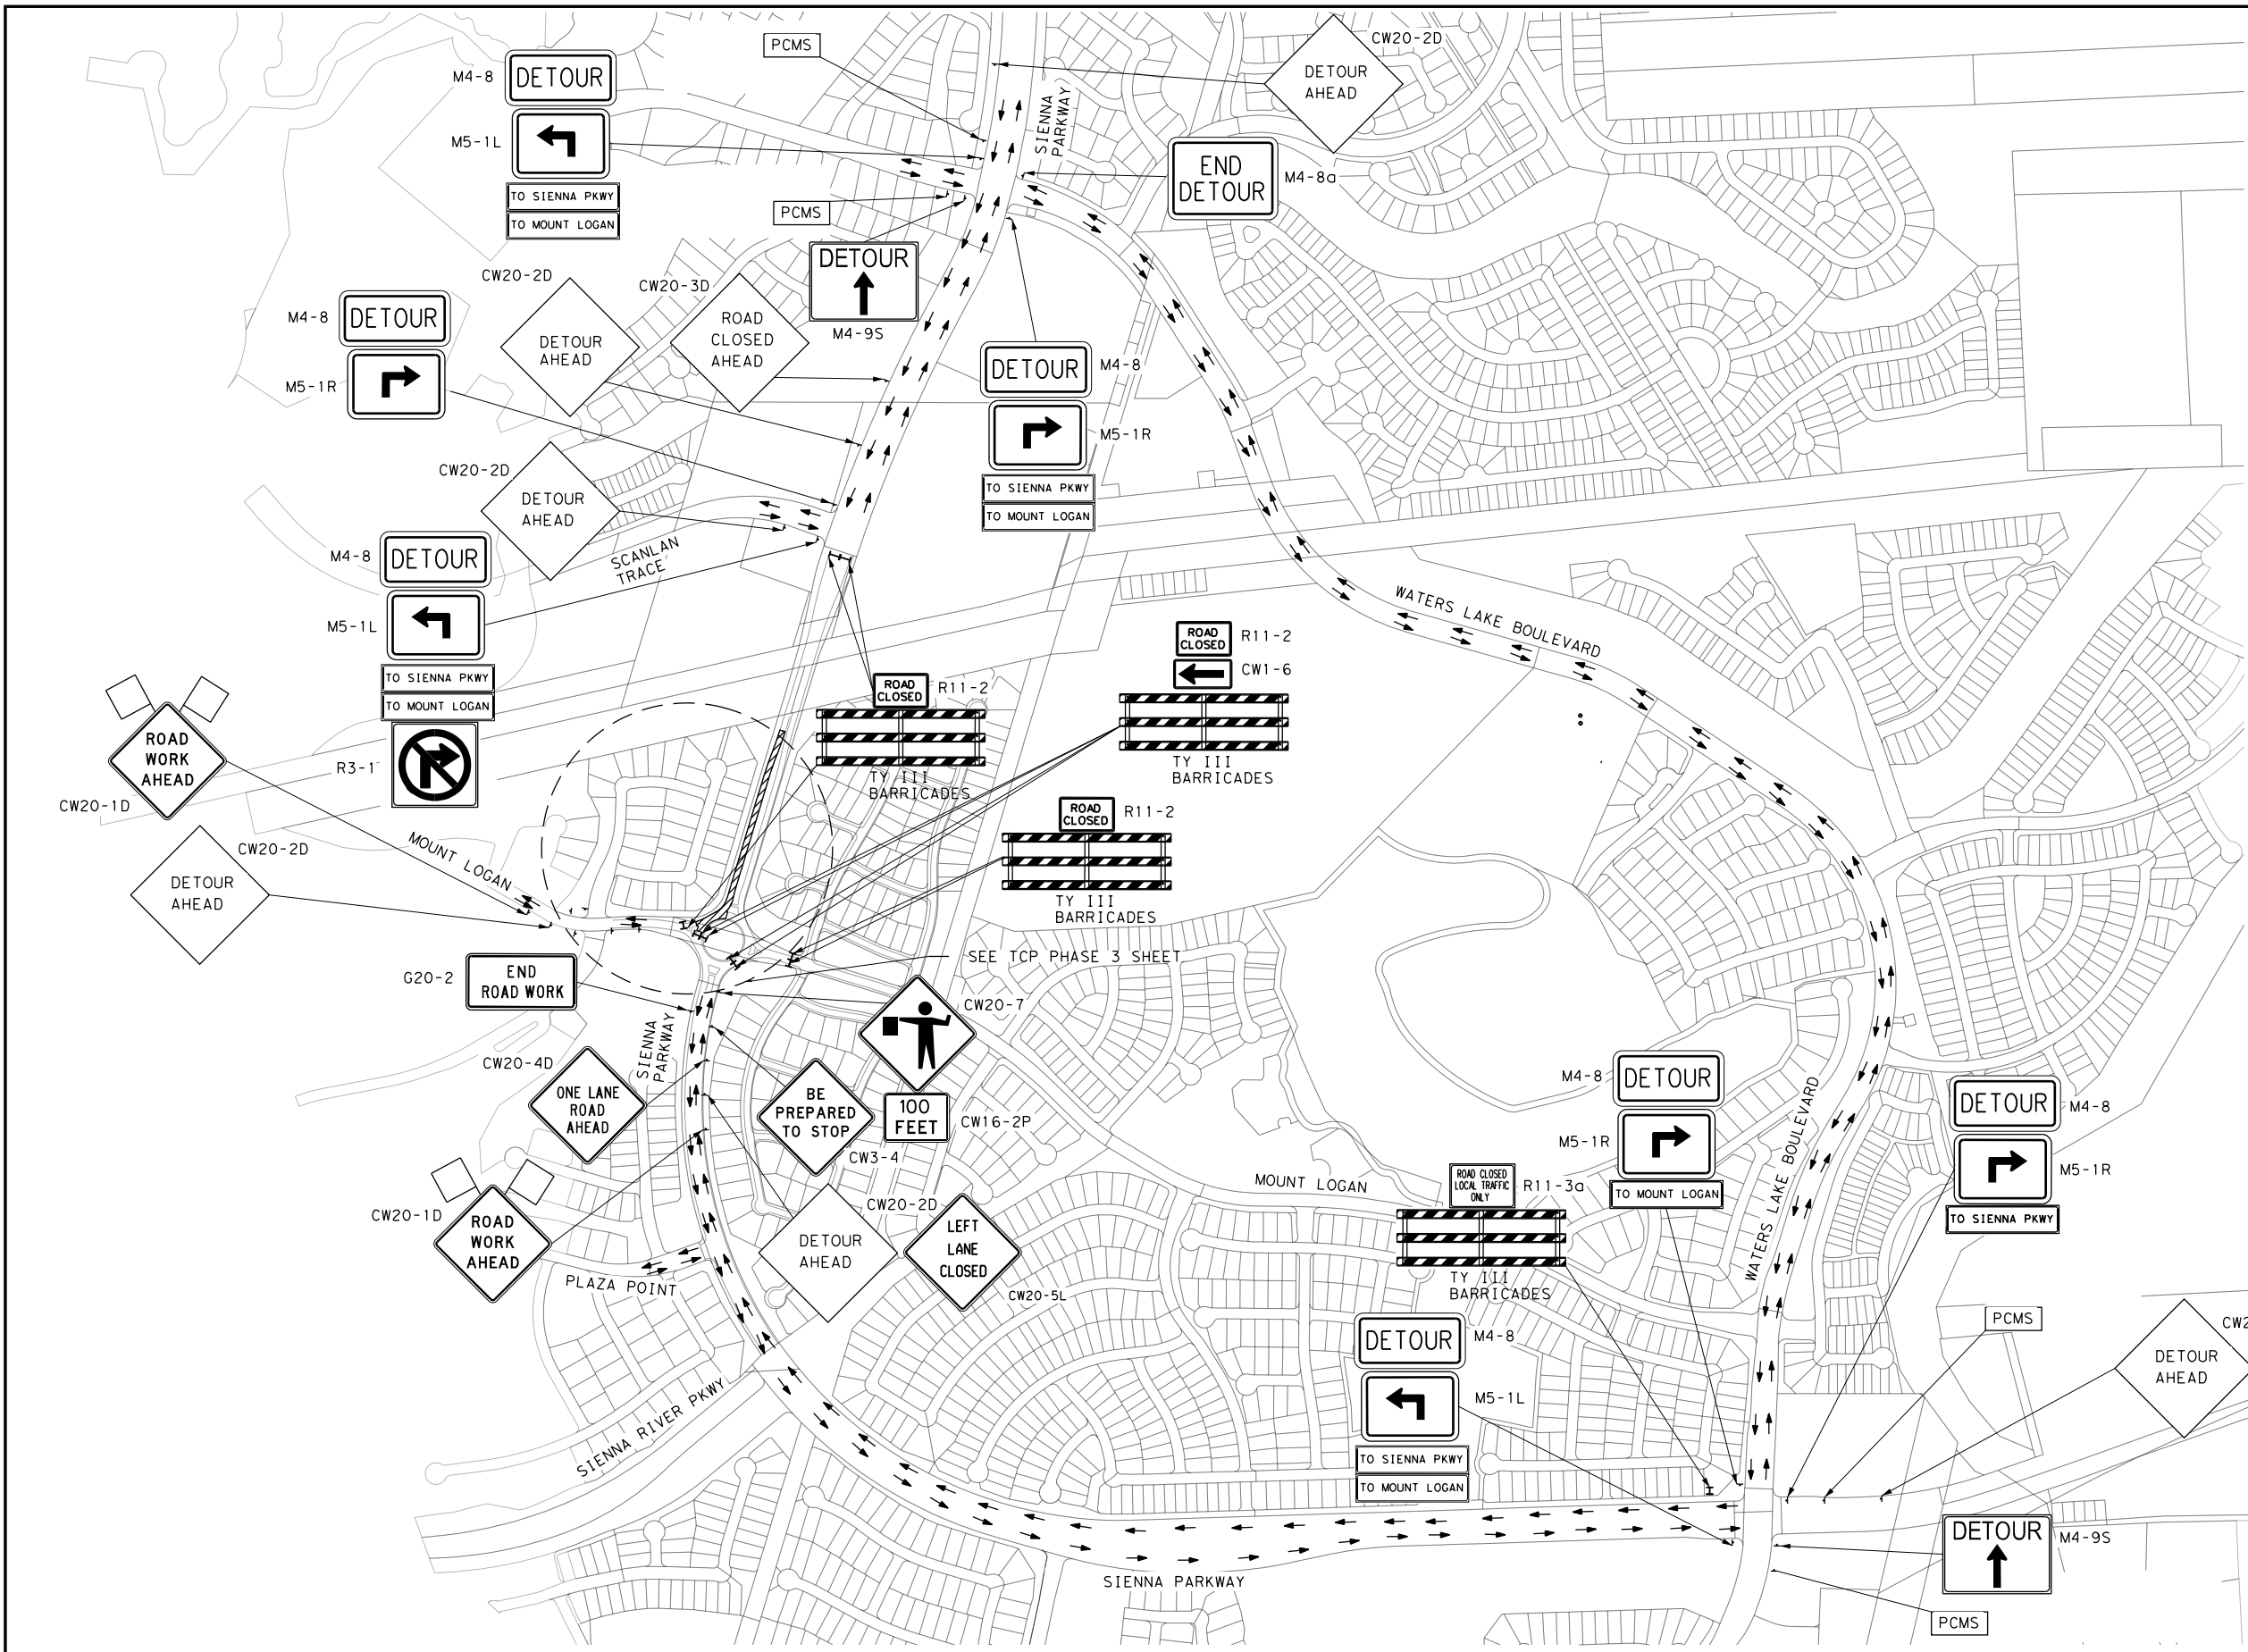 PCMS
CW20-2D
DETOUR
AHEAD
M4-8
DETOUR
M5-1L
TO SIENNA PKWY
TO MOUNT LOGAN
SIENNA
PARKWAY
END
DETOUR
M4-8a
PCMS
DETOUR
M4-9S
CW20-2D
DETOUR
AHEAD
CW20-3D
ROAD
CLOSED
AHEAD
M4-8
DETOUR
M5-1R
DETOUR
M4-8
M5-1R
TO SIENNA PKWY
TO MOUNT LOGAN
CW20-2D
DETOUR
AHEAD
SCANLAN
TRACE
M4-8
DETOUR
M5-1L
TO SIENNA PKWY
TO MOUNT LOGAN
R3-1
WATERS LAKE BOULEVARD
ROAD
CLOSED
R11-2
CW1-6
TY III
BARRICADES
ROAD
CLOSED
R11-2
TY III
BARRICADES
ROAD
CLOSED
R11-2
TY III
BARRICADES
ROAD
WORK
AHEAD
CW20-1D
CW20-2D
DETOUR
AHEAD
MOUNT LOGAN
SEE TCP PHASE 3 SHEET
G20-2
END
ROAD WORK
SIENNA
PARKWAY
CW20-7
100
FEET
CW16-2P
CW20-4D
ONE LANE
ROAD
AHEAD
BE
PREPARED
TO STOP
CW3-4
CW20-1D
ROAD
WORK
AHEAD
CW20-2D
DETOUR
AHEAD
LEFT
LANE
CLOSED
CW20-5L
PLAZA POINT
SIENNA RIVER PKWY
MOUNT LOGAN
ROAD CLOSED
LOCAL TRAFFIC
ONLY
R11-3a
TY III
BARRICADES
M4-8
DETOUR
M5-1R
TO MOUNT LOGAN
WATERS LAKE BOULEVARD
DETOUR
M4-8
M5-1R
TO SIENNA PKWY
PCMS
CW2
DETOUR
AHEAD
DETOUR
M4-8
M5-1L
TO SIENNA PKWY
TO MOUNT LOGAN
DETOUR
M4-9S
SIENNA PARKWAY
PCMS